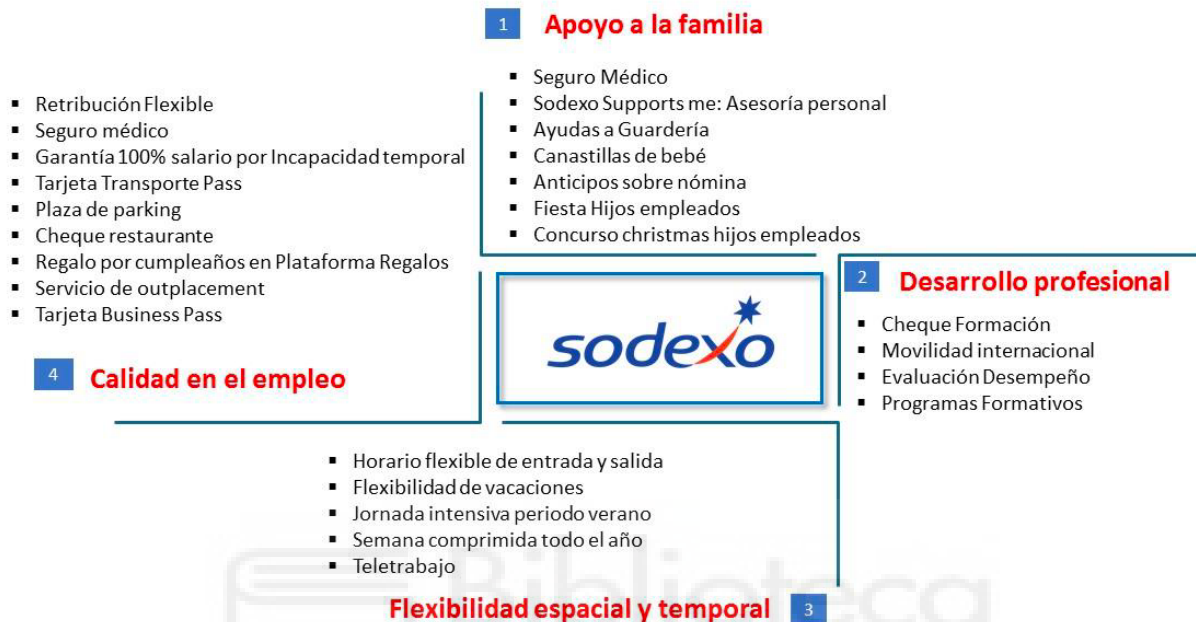 1 Apoyo a la familia
▪ Seguro Médico
▪ Sodexo Supports me: Asesoría personal
▪ Ayudas a Guardería
▪ Canastillas de bebé
▪ Anticipos sobre nómina
▪ Fiesta Hijos empleados
▪ Concurso christmas hijos empleados
▪ Retribución Flexible
▪ Seguro médico
▪ Garantía 100% salario por Incapacidad temporal
▪ Tarjeta Transporte Pass
▪ Plaza de parking
▪ Cheque restaurante
▪ Regalo por cumpleaños en Plataforma Regalos
▪ Servicio de outplacement
▪ Tarjeta Business Pass
4 Calidad en el empleo
sodexo
2 Desarrollo profesional
▪ Cheque Formación
▪ Movilidad internacional
▪ Evaluación Desempeño
▪ Programas Formativos
▪ Horario flexible de entrada y salida
▪ Flexibilidad de vacaciones
▪ Jornada intensiva periodo verano
▪ Semana comprimida todo el año
▪ Teletrabajo
Flexibilidad espacial y temporal 3
Biblioteca